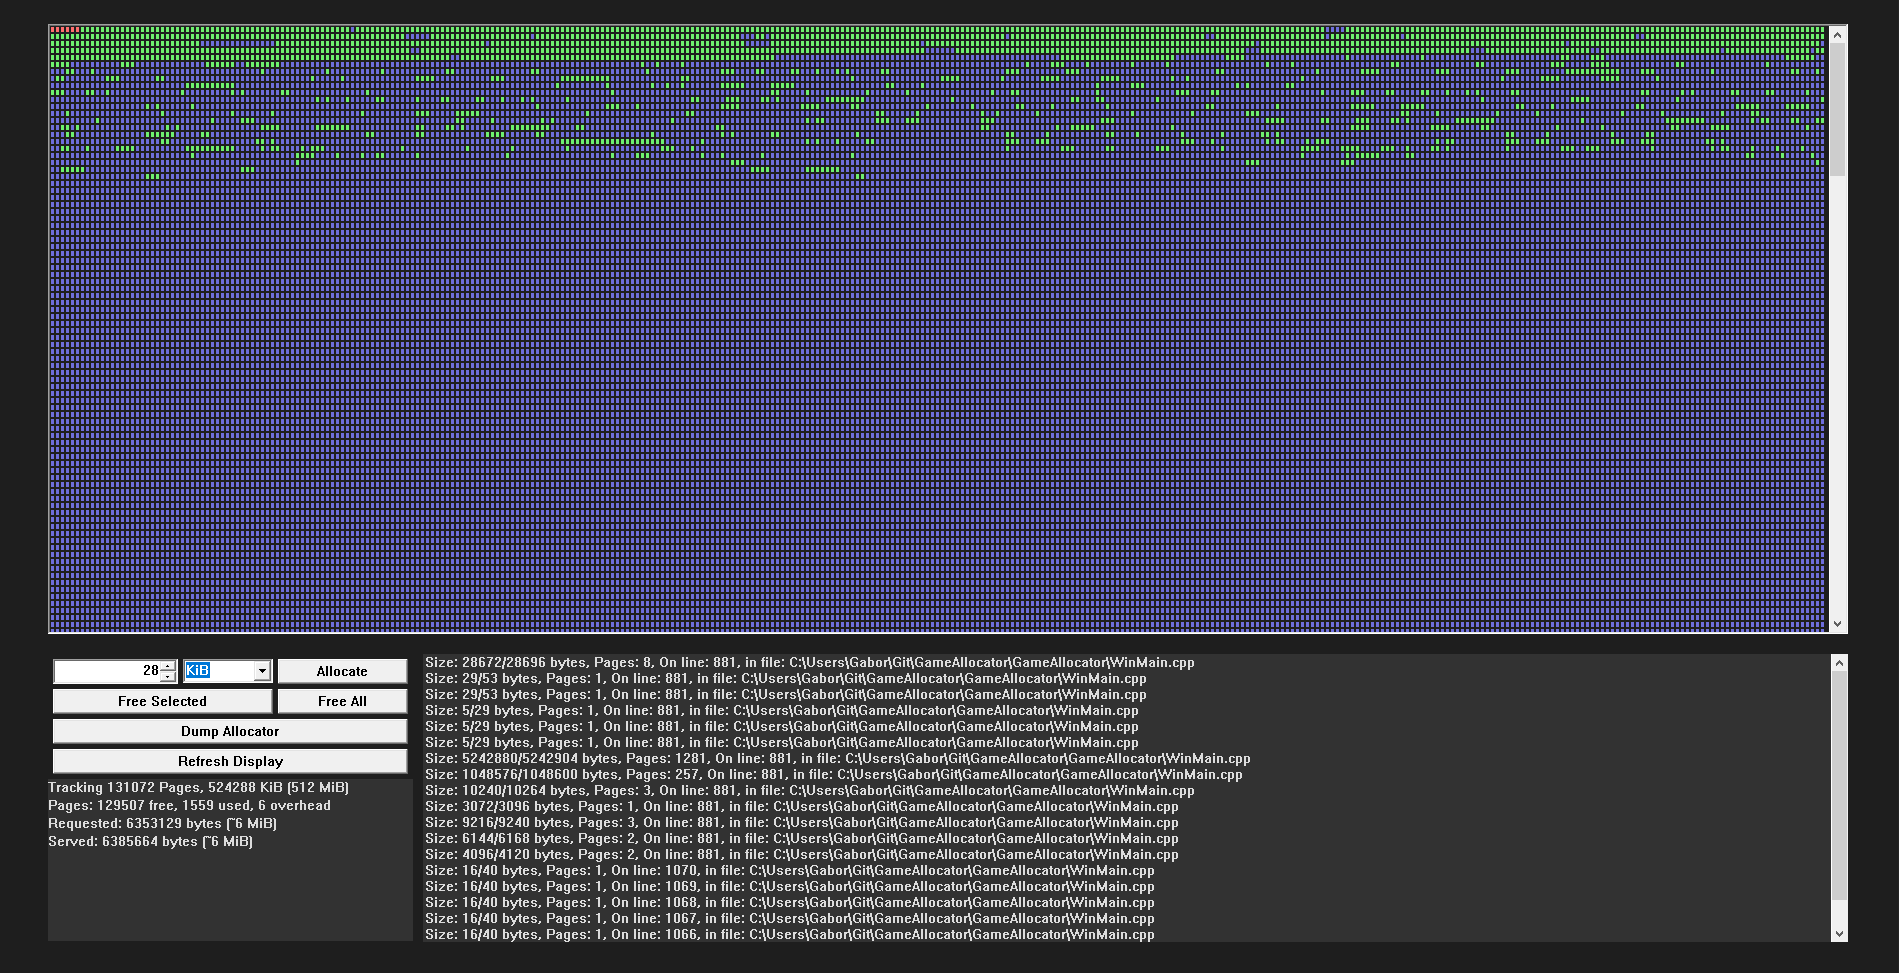 28
KiB
Allocate
Free Selected
Free All
Dump Allocator
Refresh Display
Tracking 131072 Pages, 524288 KiB (512 MiB)
Pages: 129507 free, 1559 used, 6 overhead
Requested: 6353129 bytes (~6 MiB)
Served: 6385664 bytes (~6 MiB)
Size: 28672/28696 bytes, Pages: 8, On line: 881, in file: C:\Users\Gabor\Git\GameAllocator\GameAllocator\WinMain.cpp
Size: 29/53 bytes, Pages: 1, On line: 881, in file: C:\Users\Gabor\Git\GameAllocator\GameAllocator\WinMain.cpp
Size: 29/53 bytes, Pages: 1, On line: 881, in file: C:\Users\Gabor\Git\GameAllocator\GameAllocator\WinMain.cpp
Size: 5/29 bytes, Pages: 1, On line: 881, in file: C:\Users\Gabor\Git\GameAllocator\GameAllocator\WinMain.cpp
Size: 5/29 bytes, Pages: 1, On line: 881, in file: C:\Users\Gabor\Git\GameAllocator\GameAllocator\WinMain.cpp
Size: 5/29 bytes, Pages: 1, On line: 881, in file: C:\Users\Gabor\Git\GameAllocator\GameAllocator\WinMain.cpp
Size: 5242880/5242904 bytes, Pages: 1281, On line: 881, in file: C:\Users\Gabor\Git\GameAllocator\GameAllocator\WinMain.cpp
Size: 1048576/1048600 bytes, Pages: 257, On line: 881, in file: C:\Users\Gabor\Git\GameAllocator\GameAllocator\WinMain.cpp
Size: 10240/10264 bytes, Pages: 3, On line: 881, in file: C:\Users\Gabor\Git\GameAllocator\GameAllocator\WinMain.cpp
Size: 3072/3096 bytes, Pages: 1, On line: 881, in file: C:\Users\Gabor\Git\GameAllocator\GameAllocator\WinMain.cpp
Size: 9216/9240 bytes, Pages: 3, On line: 881, in file: C:\Users\Gabor\Git\GameAllocator\GameAllocator\WinMain.cpp
Size: 6144/6168 bytes, Pages: 2, On line: 881, in file: C:\Users\Gabor\Git\GameAllocator\GameAllocator\WinMain.cpp
Size: 4096/4120 bytes, Pages: 2, On line: 881, in file: C:\Users\Gabor\Git\GameAllocator\GameAllocator\WinMain.cpp
Size: 16/40 bytes, Pages: 1, On line: 1070, in file: C:\Users\Gabor\Git\GameAllocator\GameAllocator\WinMain.cpp
Size: 16/40 bytes, Pages: 1, On line: 1069, in file: C:\Users\Gabor\Git\GameAllocator\GameAllocator\WinMain.cpp
Size: 16/40 bytes, Pages: 1, On line: 1068, in file: C:\Users\Gabor\Git\GameAllocator\GameAllocator\WinMain.cpp
Size: 16/40 bytes, Pages: 1, On line: 1067, in file: C:\Users\Gabor\Git\GameAllocator\GameAllocator\WinMain.cpp
Size: 16/40 bytes, Pages: 1, On line: 1066, in file: C:\Users\Gabor\Git\GameAllocator\GameAllocator\WinMain.cpp